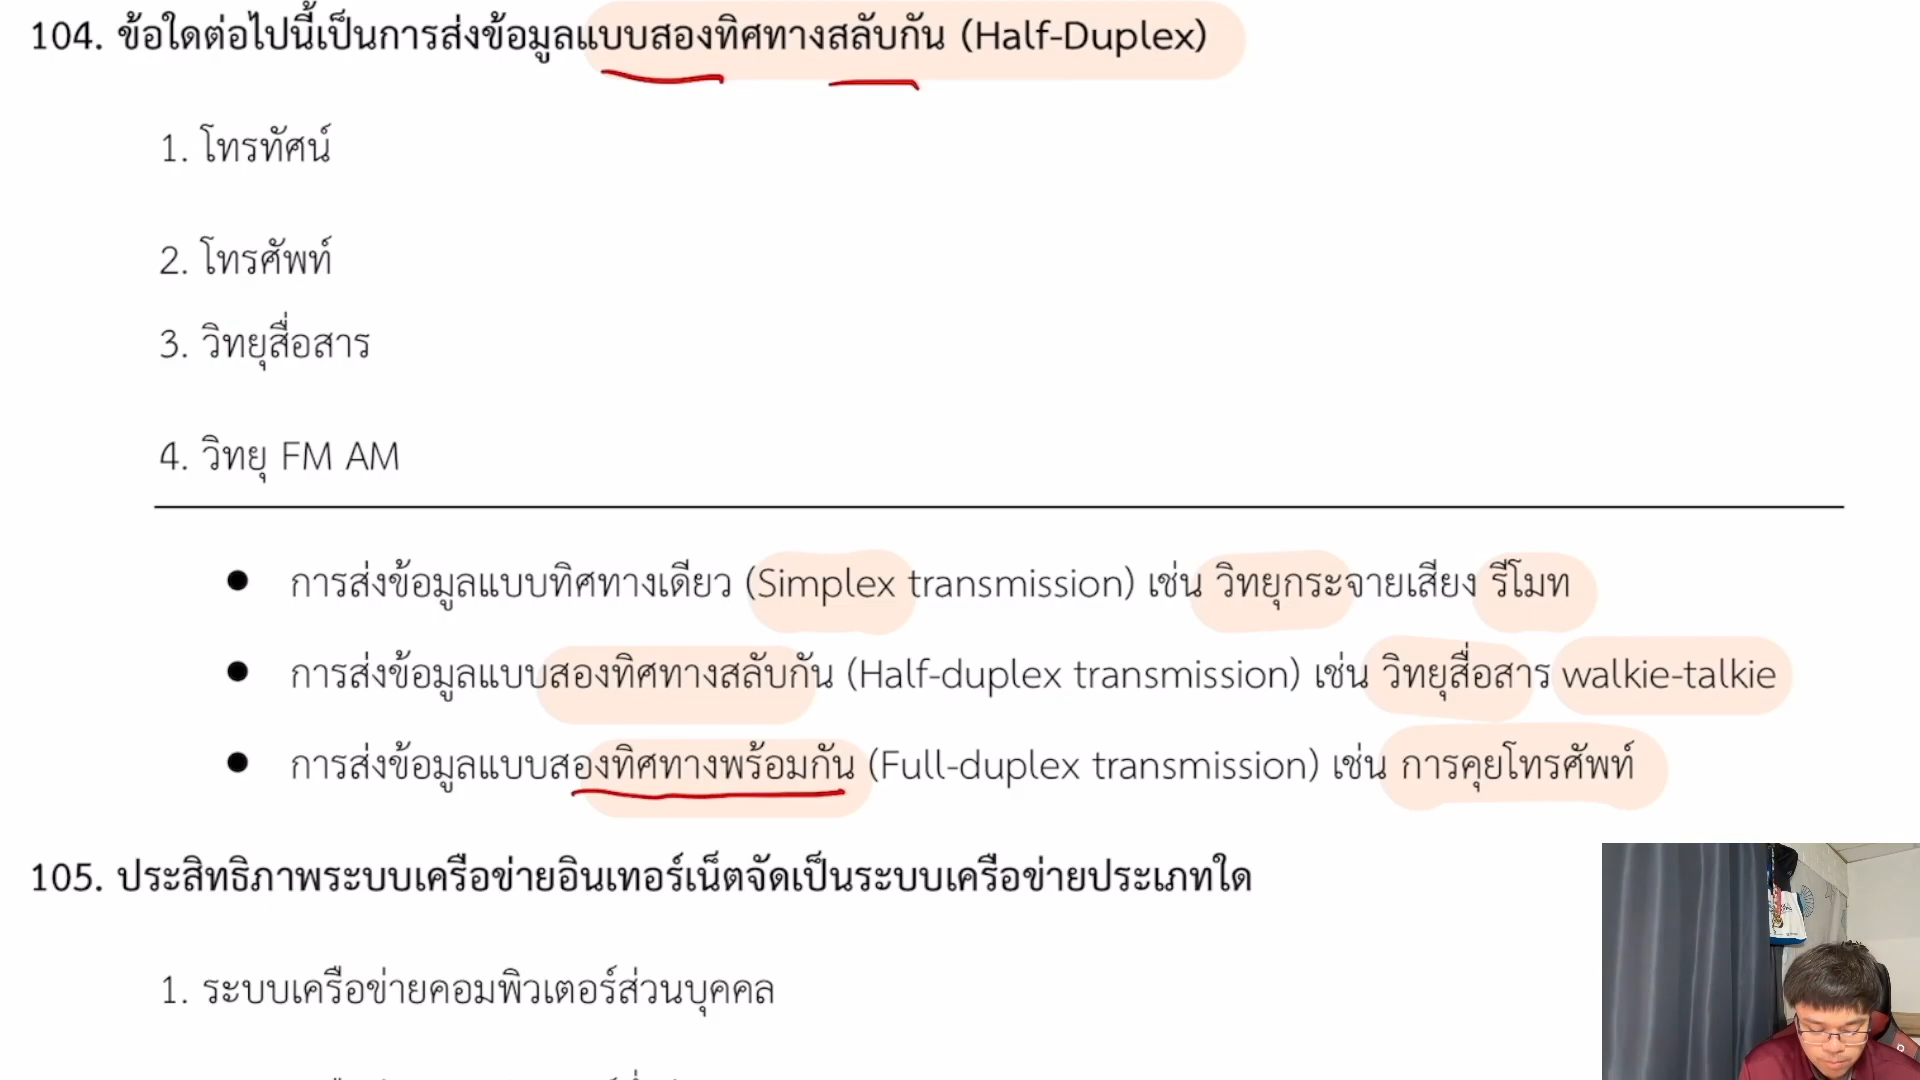 104. ข้อใดต่อไปนี้เป็นการส่งข้อมูลแบบสองทิศทางสลับกัน (Half-Duplex)
1. โทรทัศน์
2. โทรศัพท์
3. วิทยุสื่อสาร
4. วิทยุ FM AM
● การส่งข้อมูลแบบทิศทางเดียว (Simplex transmission) เช่น วิทยุกระจายเสียง รีโมท
● การส่งข้อมูลแบบสองทิศทางสลับกัน (Half-duplex transmission) เช่น วิทยุสื่อสาร walkie-talkie
● การส่งข้อมูลแบบสองทิศทางพร้อมกัน (Full-duplex transmission) เช่น การคุยโทรศัพท์
105. ประสิทธิภาพระบบเครือข่ายอินเทอร์เน็ตจัดเป็นระบบเครือข่ายประเภทใด
1. ระบบเครือข่ายคอมพิวเตอร์ส่วนบุคคล